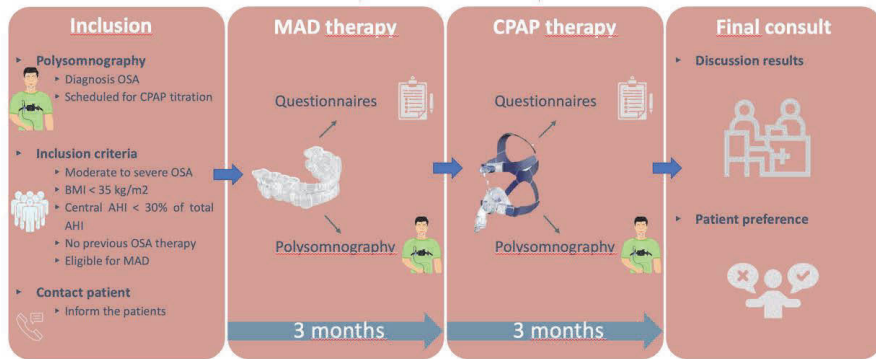 Inclusion
Polysomnography
Diagnosis OSA
Scheduled for CPAP titration
Inclusion criteria
Moderate to severe OSA
BMI < 35 kg/m2
Central AHI < 30% of total
AHI
No previous OSA therapy
Eligible for MAD
Contact patient
Inform the patients
MAD therapy
Questionnaires
Polysomnography
3 months
CPAP therapy
Questionnaires
Polysomnography
3 months
Final consult
Discussion results
Patient preference